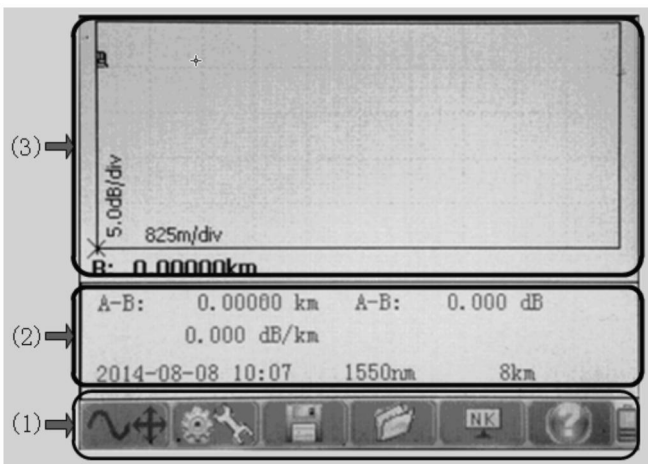 (3)
5.0dB/div
825m/div
B: 0.00000km
(2)
A-B: 0.00000 km A-B: 0.000 dB
0.000 dB/km
2014-08-08 10:07 1550nm 8km
(1)
NK
?